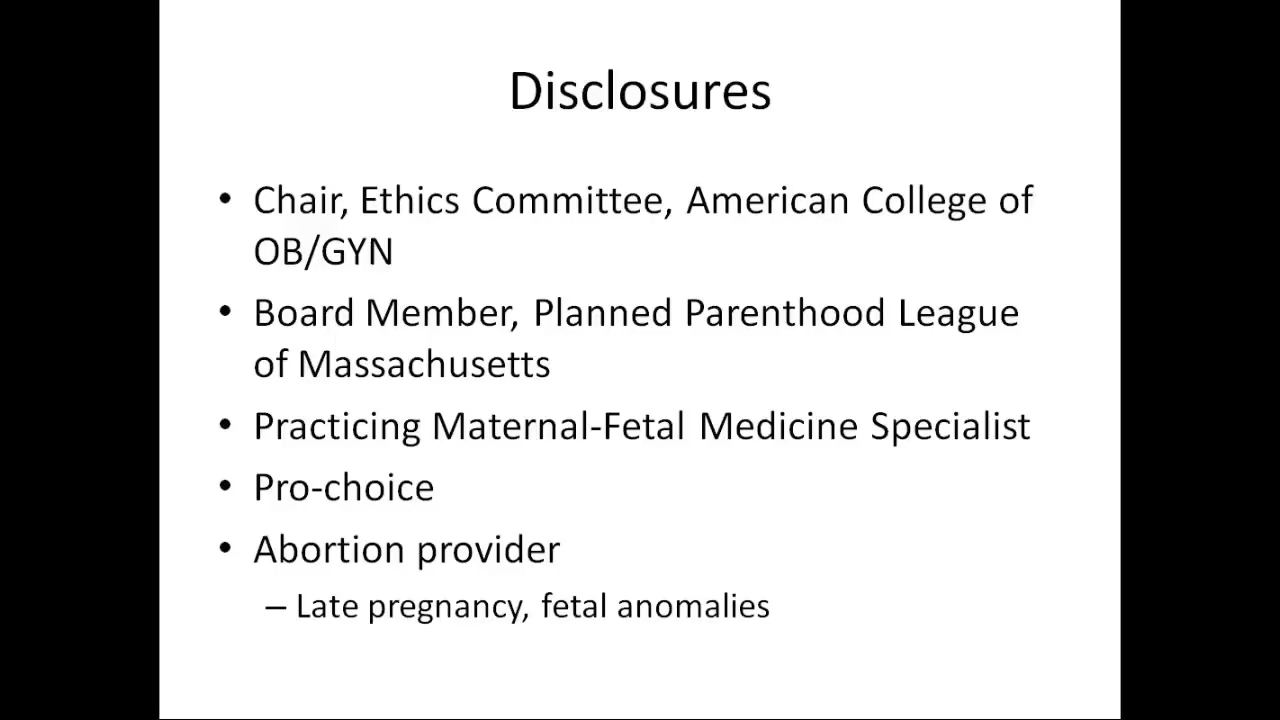 Disclosures
• Chair, Ethics Committee, American College of
OB/GYN
• Board Member, Planned Parenthood League
of Massachusetts
• Practicing Maternal-Fetal Medicine Specialist
• Pro-choice
• Abortion provider
– Late pregnancy, fetal anomalies